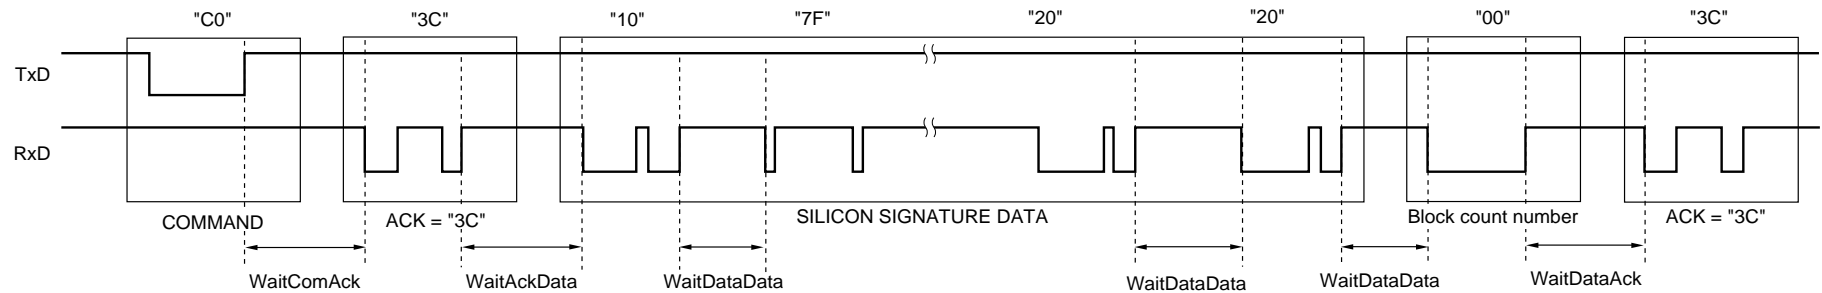 "C0" "3C" "10" "7F" "20" "20" "00" "3C"
TxD
RxD
COMMAND ACK = "3C" SILICON SIGNATURE DATA Block count number ACK = "3C"
WaitComAck WaitAckData WaitDataData WaitDataData WaitDataData WaitDataAck